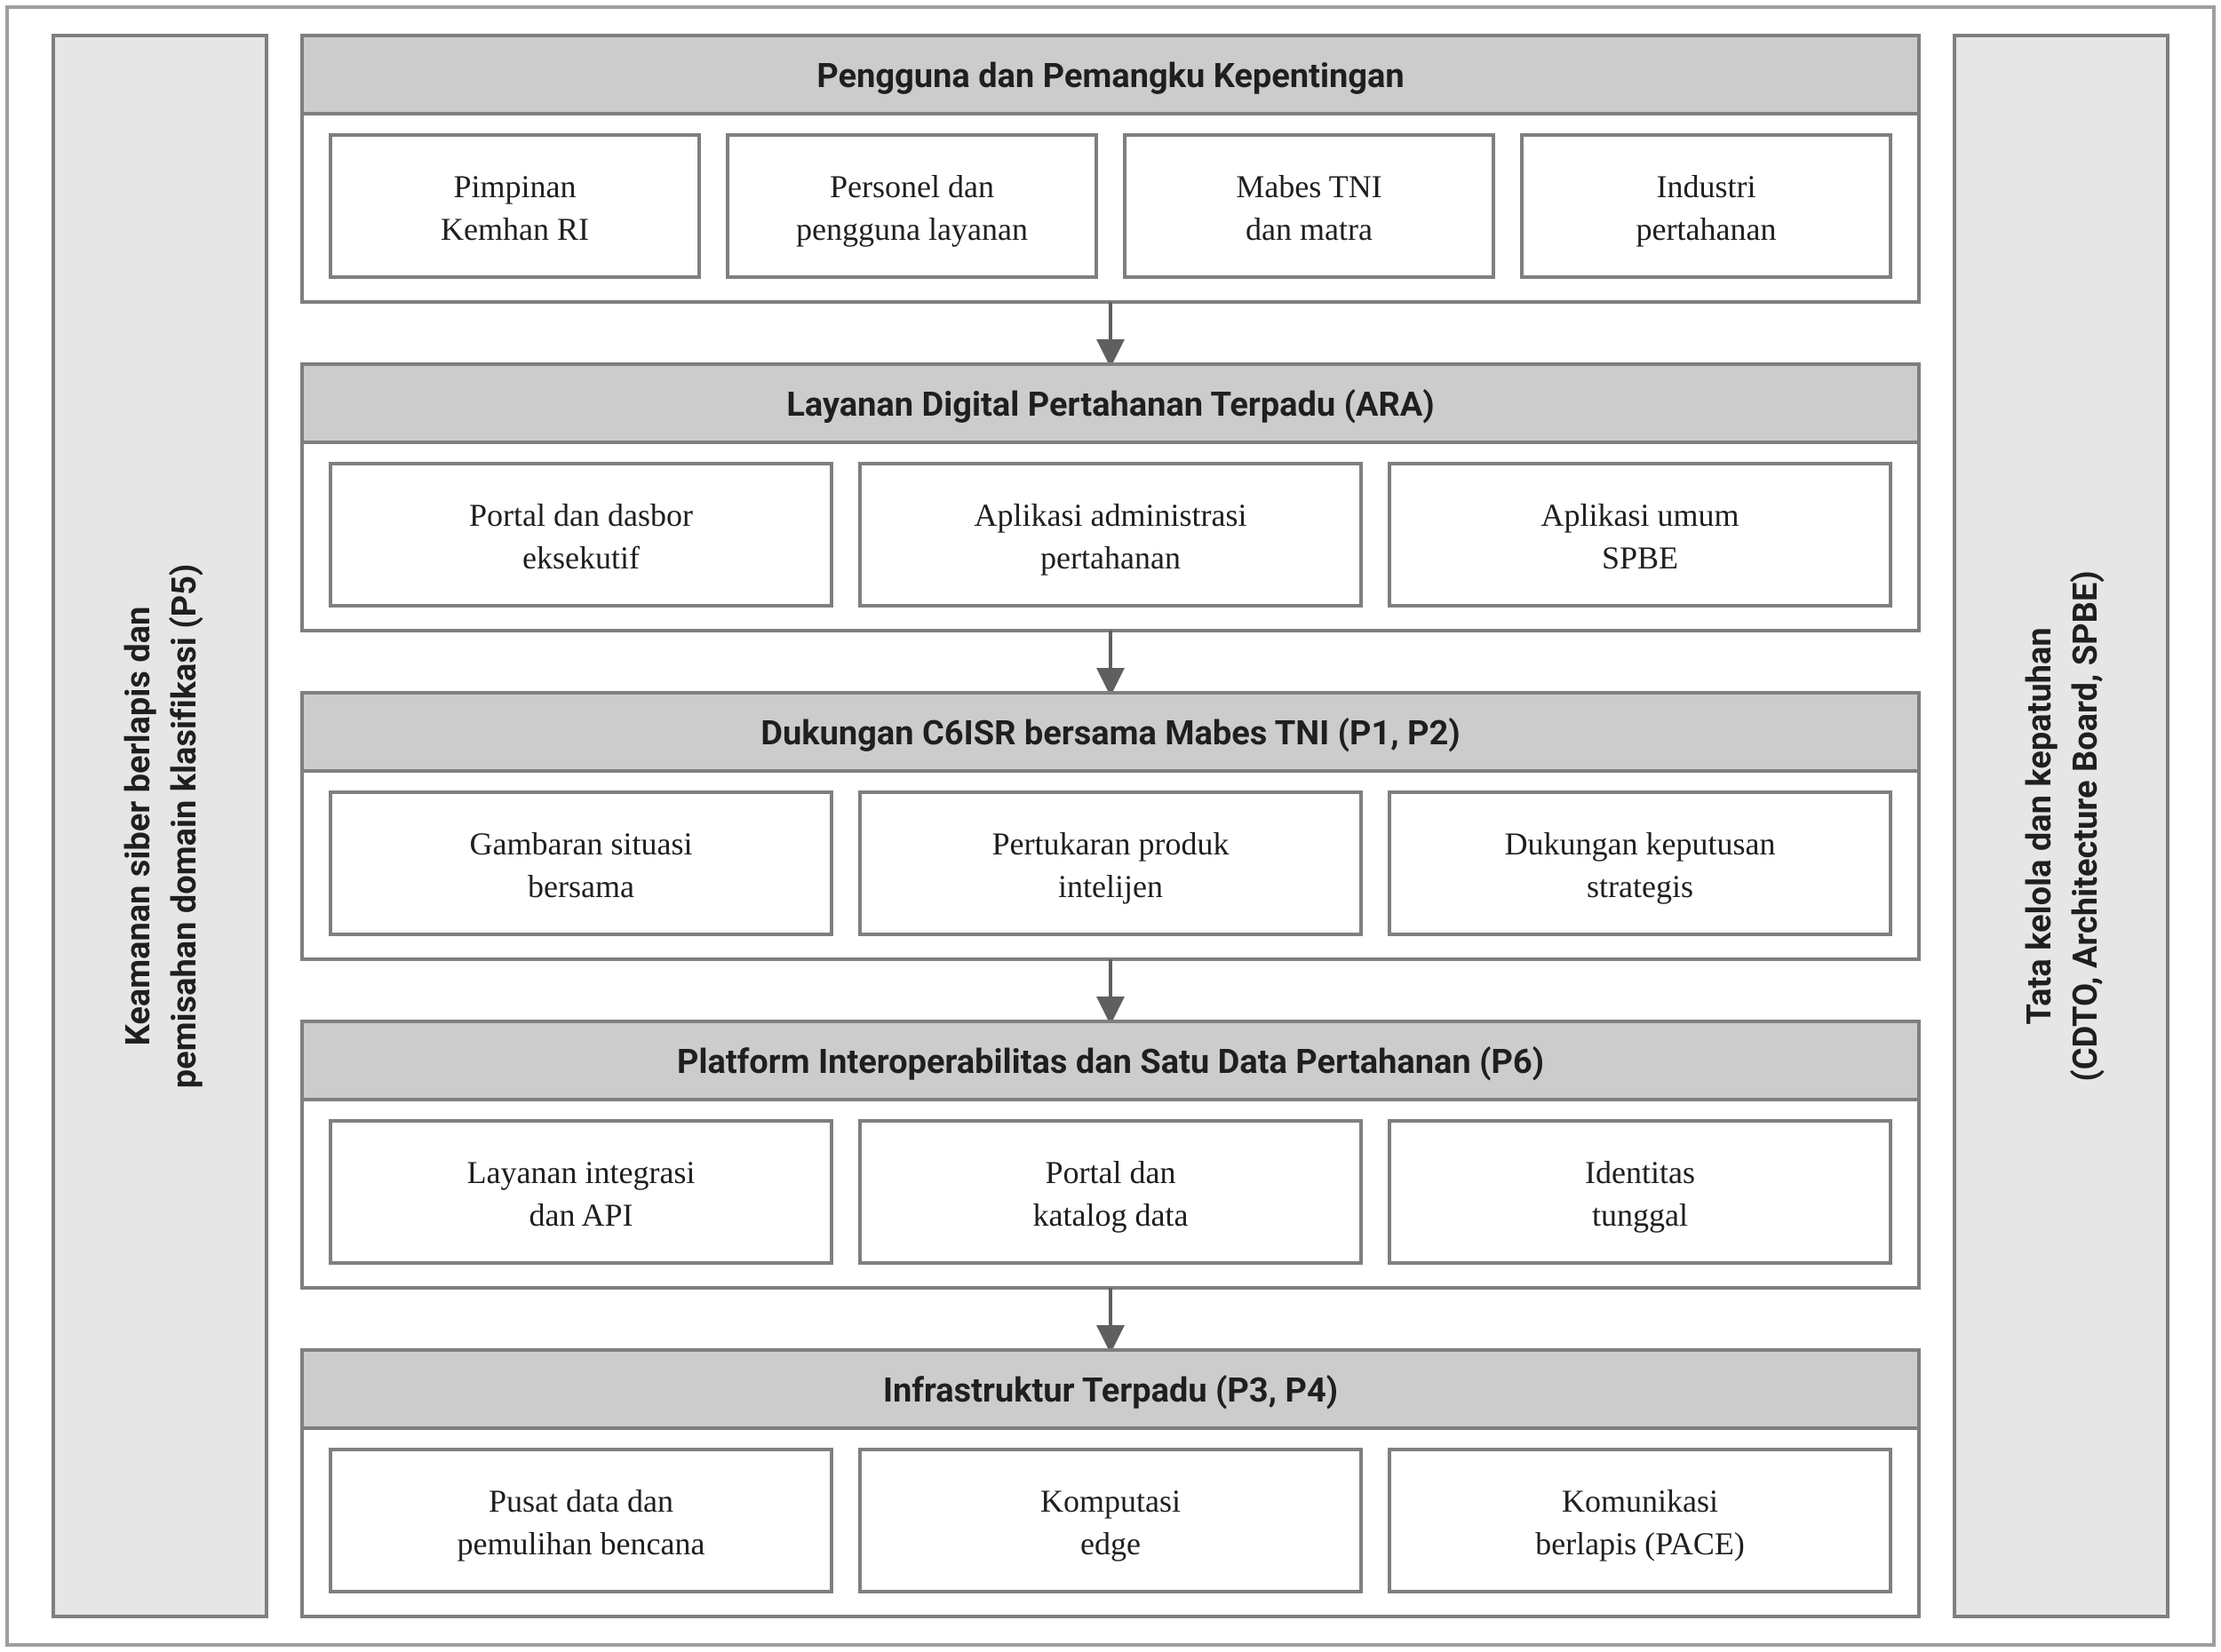 Keamanan siber berlapis dan
pemisahan domain klasifikasi (P5)
Pengguna dan Pemangku Kepentingan
Pimpinan
Kemhan RI
Personel dan
pengguna layanan
Mabes TNI
dan matra
Industri
pertahanan
Layanan Digital Pertahanan Terpadu (ARA)
Portal dan dasbor
eksekutif
Aplikasi administrasi
pertahanan
Aplikasi umum
SPBE
Dukungan C6ISR bersama Mabes TNI (P1, P2)
Gambaran situasi
bersama
Pertukaran produk
intelijen
Dukungan keputusan
strategis
Platform Interoperabilitas dan Satu Data Pertahanan (P6)
Layanan integrasi
dan API
Portal dan
katalog data
Identitas
tunggal
Infrastruktur Terpadu (P3, P4)
Pusat data dan
pemulihan bencana
Komputasi
edge
Komunikasi
berlapis (PACE)
Tata kelola dan kepatuhan
(CDTO, Architecture Board, SPBE)